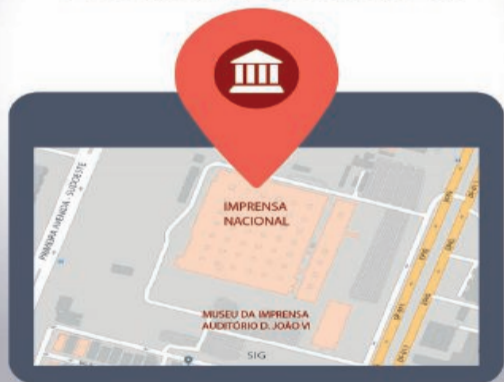 IMPRENSA
NACIONAL
PRIMEIRA AVENIDA - SUDOESTE
MUSEU DA IMPRENSA
AUDITÓRIO D. JOÃO VI
SIG